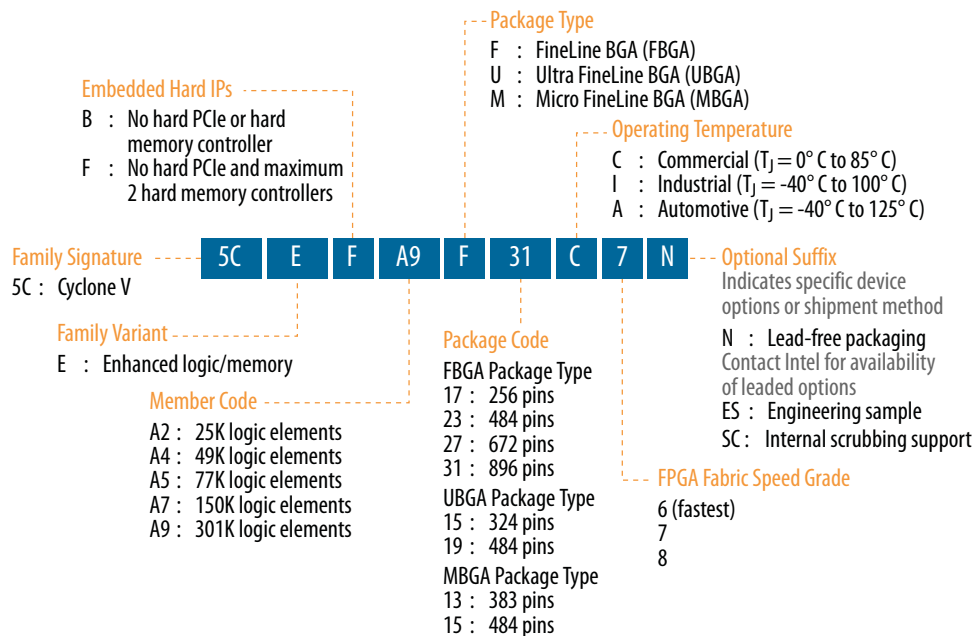 Package Type
F : FineLine BGA (FBGA)
U : Ultra FineLine BGA (UBGA)
M : Micro FineLine BGA (MBGA)
Embedded Hard IPs
B : No hard PCIe or hard
memory controller
F : No hard PCIe and maximum
2 hard memory controllers
Operating Temperature
C : Commercial (TJ = 0° C to 85° C)
I : Industrial (TJ = -40° C to 100° C)
A : Automotive (TJ = -40° C to 125° C)
5C E F A9 F 31 C 7 N
Family Signature
5C : Cyclone V
Family Variant
E : Enhanced logic/memory
Member Code
A2 : 25K logic elements
A4 : 49K logic elements
A5 : 77K logic elements
A7 : 150K logic elements
A9 : 301K logic elements
Package Code
FBGA Package Type
17 : 256 pins
23 : 484 pins
27 : 672 pins
31 : 896 pins
UBGA Package Type
15 : 324 pins
19 : 484 pins
MBGA Package Type
13 : 383 pins
15 : 484 pins
Optional Suffix
Indicates specific device
options or shipment method
N : Lead-free packaging
Contact Intel for availability
of leaded options
ES : Engineering sample
SC : Internal scrubbing support
FPGA Fabric Speed Grade
6 (fastest)
7
8